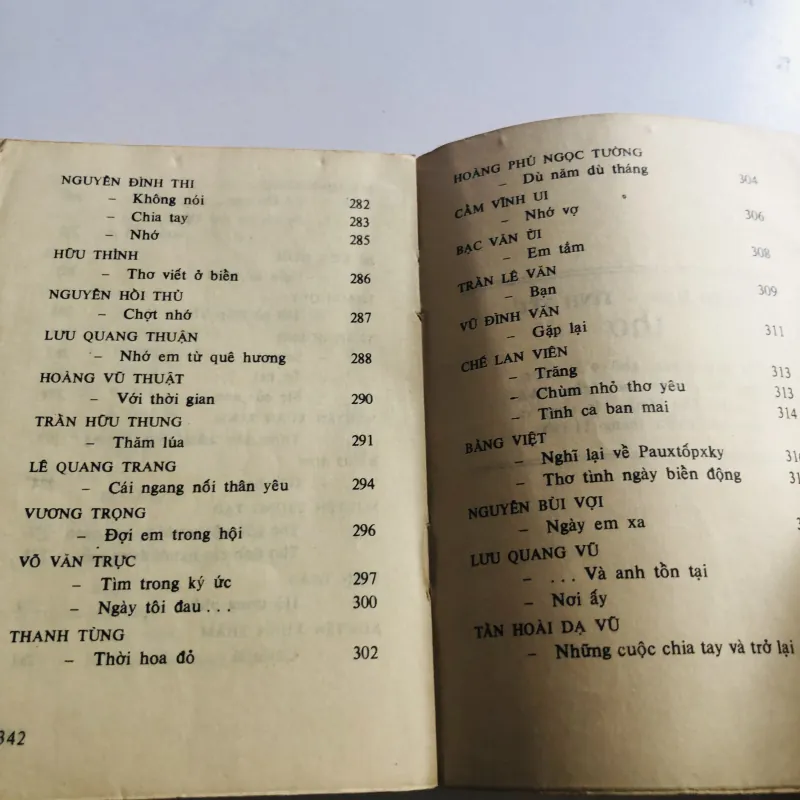 NGUYỄN ĐÌNH THI
– Không nói 282
– Chia tay 283
– Nhớ 285
HỮU THỈNH
– Thơ viết ở biển 286
NGUYỄN HỒI THỦ
– Chợt nhớ 287
LƯU QUANG THUẬN
– Nhớ em từ quê hương 288
HOÀNG VŨ THUẬT
– Với thời gian 290
TRẦN HỮU THUNG
– Thăm lúa 291
LÊ QUANG TRANG
– Cái ngang nối thân yêu 294
VƯƠNG TRỌNG
– Đợi em trong hội 296
VÕ VĂN TRỰC
– Tìm trong ký ức 297
– Ngày tôi đau... 300
THANH TÙNG
– Thời hoa đỏ 302
342
HOÀNG PHỦ NGỌC TƯỜNG
– Dù năm dù tháng 304
CẦM VĨNH UI
– Nhớ vợ 306
BẠC VĂN ÙI
– Em tắm 308
TRẦN LÊ VĂN
– Bạn 309
VŨ ĐÌNH VĂN
– Gặp lại 311
CHẾ LAN VIÊN
– Trăng 313
– Chùm nhỏ thơ yêu 313
– Tình ca ban mai 314
BẰNG VIỆT
– Nghĩ lại về Pauxtốpxky
– Thơ tình ngày biển động
NGUYỄN BÙI VỢI
– Ngày em xa
LƯU QUANG VŨ
– ... Và anh tồn tại
– Nơi ấy
TẦN HOÀI DẠ VŨ
– Những cuộc chia tay và trở lại